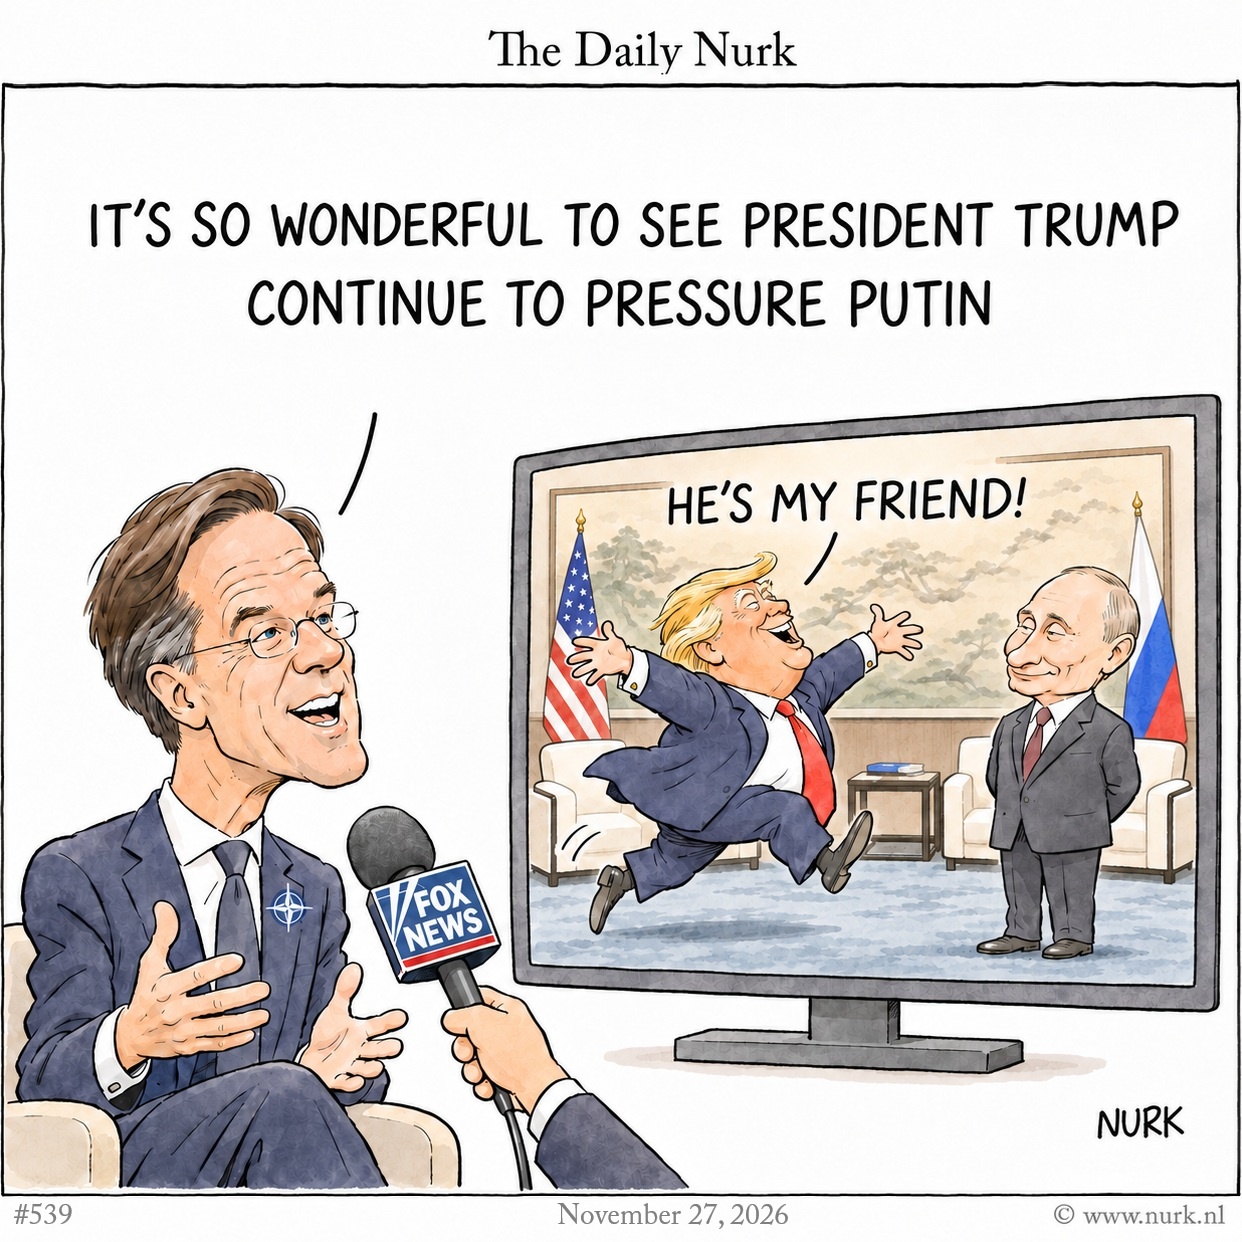 The Daily Nurk
IT'S SO WONDERFUL TO SEE PRESIDENT TRUMP
CONTINUE TO PRESSURE PUTIN
HE'S MY FRIEND!
FOX
NEWS
NURK
#539
November 27, 2026
© www.nurk.nl